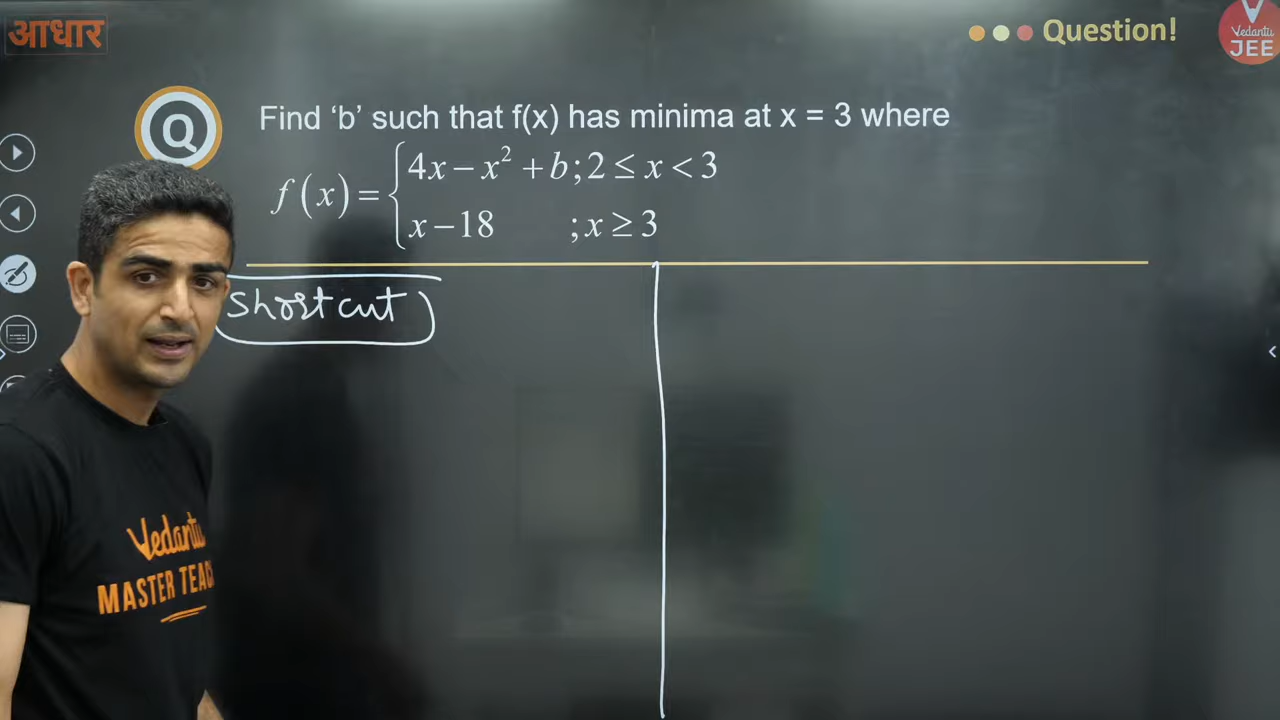 आधार
Question!
Vedantu
JEE
Q
Find ‘b’ such that f(x) has minima at x = 3 where
f(x) = { 4x − x² + b ; 2 ≤ x < 3
x − 18 ; x ≥ 3
Shortcut
Vedantu
MASTER TEAC